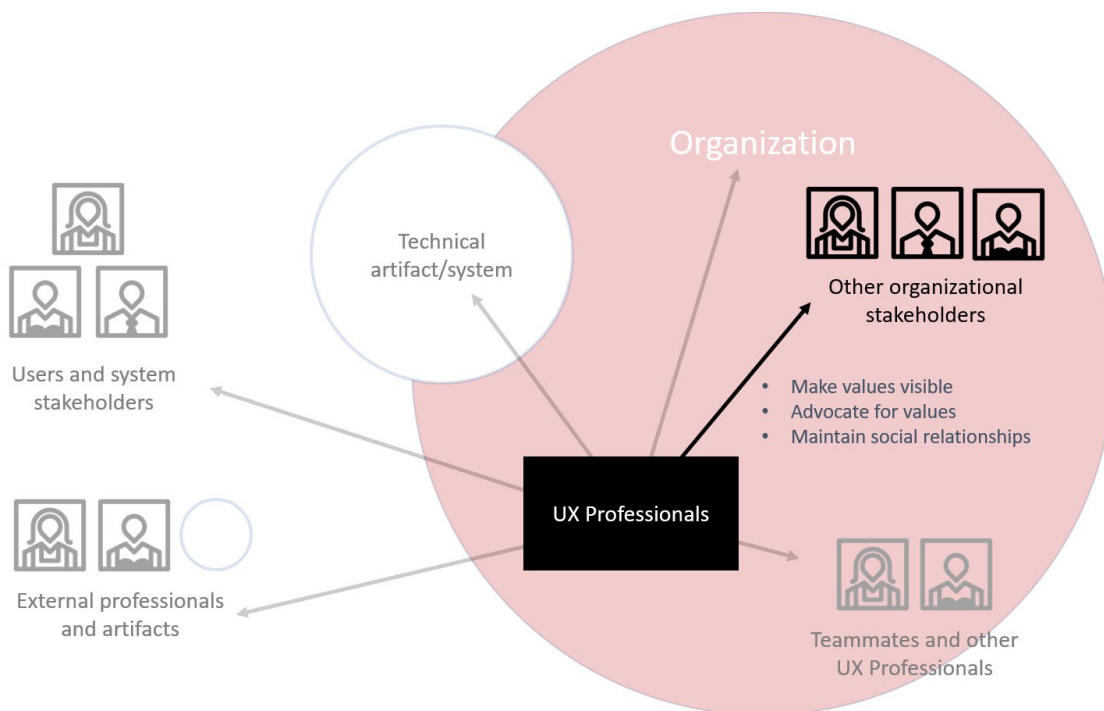 Organization
Technical
artifact/system
Other organizational
stakeholders
Users and system
stakeholders
• Make values visible
• Advocate for values
• Maintain social relationships
UX Professionals
External professionals
and artifacts
Teammates and other
UX Professionals